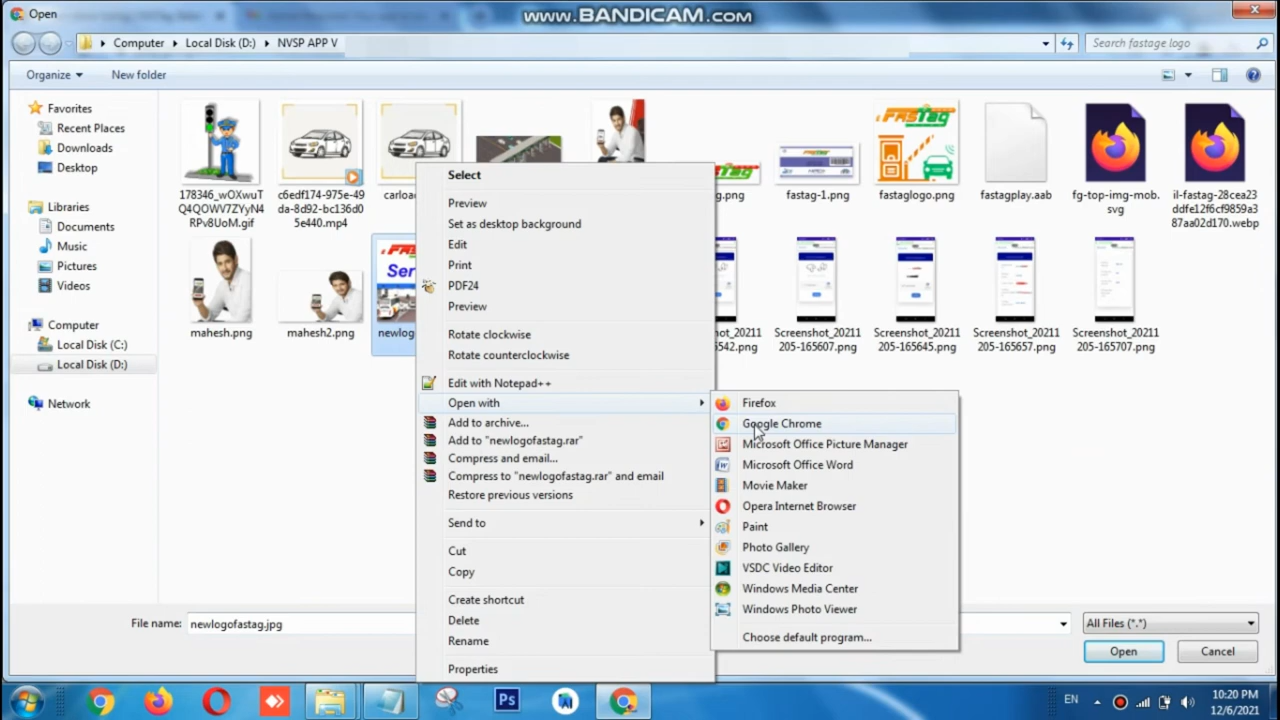 Open
www.BANDICAM.com
Computer
Local Disk (D:)
NVSP APP V
Search fastage logo
Organize
New folder
Favorites
Recent Places
Downloads
Desktop
Libraries
Documents
Music
Pictures
Videos
Computer
Local Disk (C:)
Local Disk (D:)
Network
178346_wOXwuT
Q4QOWV7ZYyN4
RPv8UoM.gif
c6edf174-975e-49
da-8d92-bc136d0
5e440.mp4
carloa
g.png
fastag-1.png
FASTag
fastaglogo.png
fastagplay.aab
fg-top-img-mob.
svg
il-fastag-28cea23
ddfe12f6cf9859a3
87aa02d170.webp
mahesh.png
mahesh2.png
Ser
newlog
20211
5542.png
Screenshot_20211
205-165607.png
Screenshot_20211
205-165645.png
Screenshot_20211
205-165657.png
Screenshot_20211
205-165707.png
Select
Preview
Set as desktop background
Edit
Print
PDF24
Preview
Rotate clockwise
Rotate counterclockwise
Edit with Notepad++
Open with
Add to archive...
Add to "newlogofastag.rar"
Compress and email...
Compress to "newlogofastag.rar" and email
Restore previous versions
Send to
Cut
Copy
Create shortcut
Delete
Rename
Properties
Firefox
Google Chrome
Microsoft Office Picture Manager
Microsoft Office Word
Movie Maker
Opera Internet Browser
Paint
Photo Gallery
VSDC Video Editor
Windows Media Center
Windows Photo Viewer
Choose default program...
File name:
newlogofastag.jpg
All Files (*.*)
Open
Cancel
Ps
EN
10:20 PM
12/6/2021